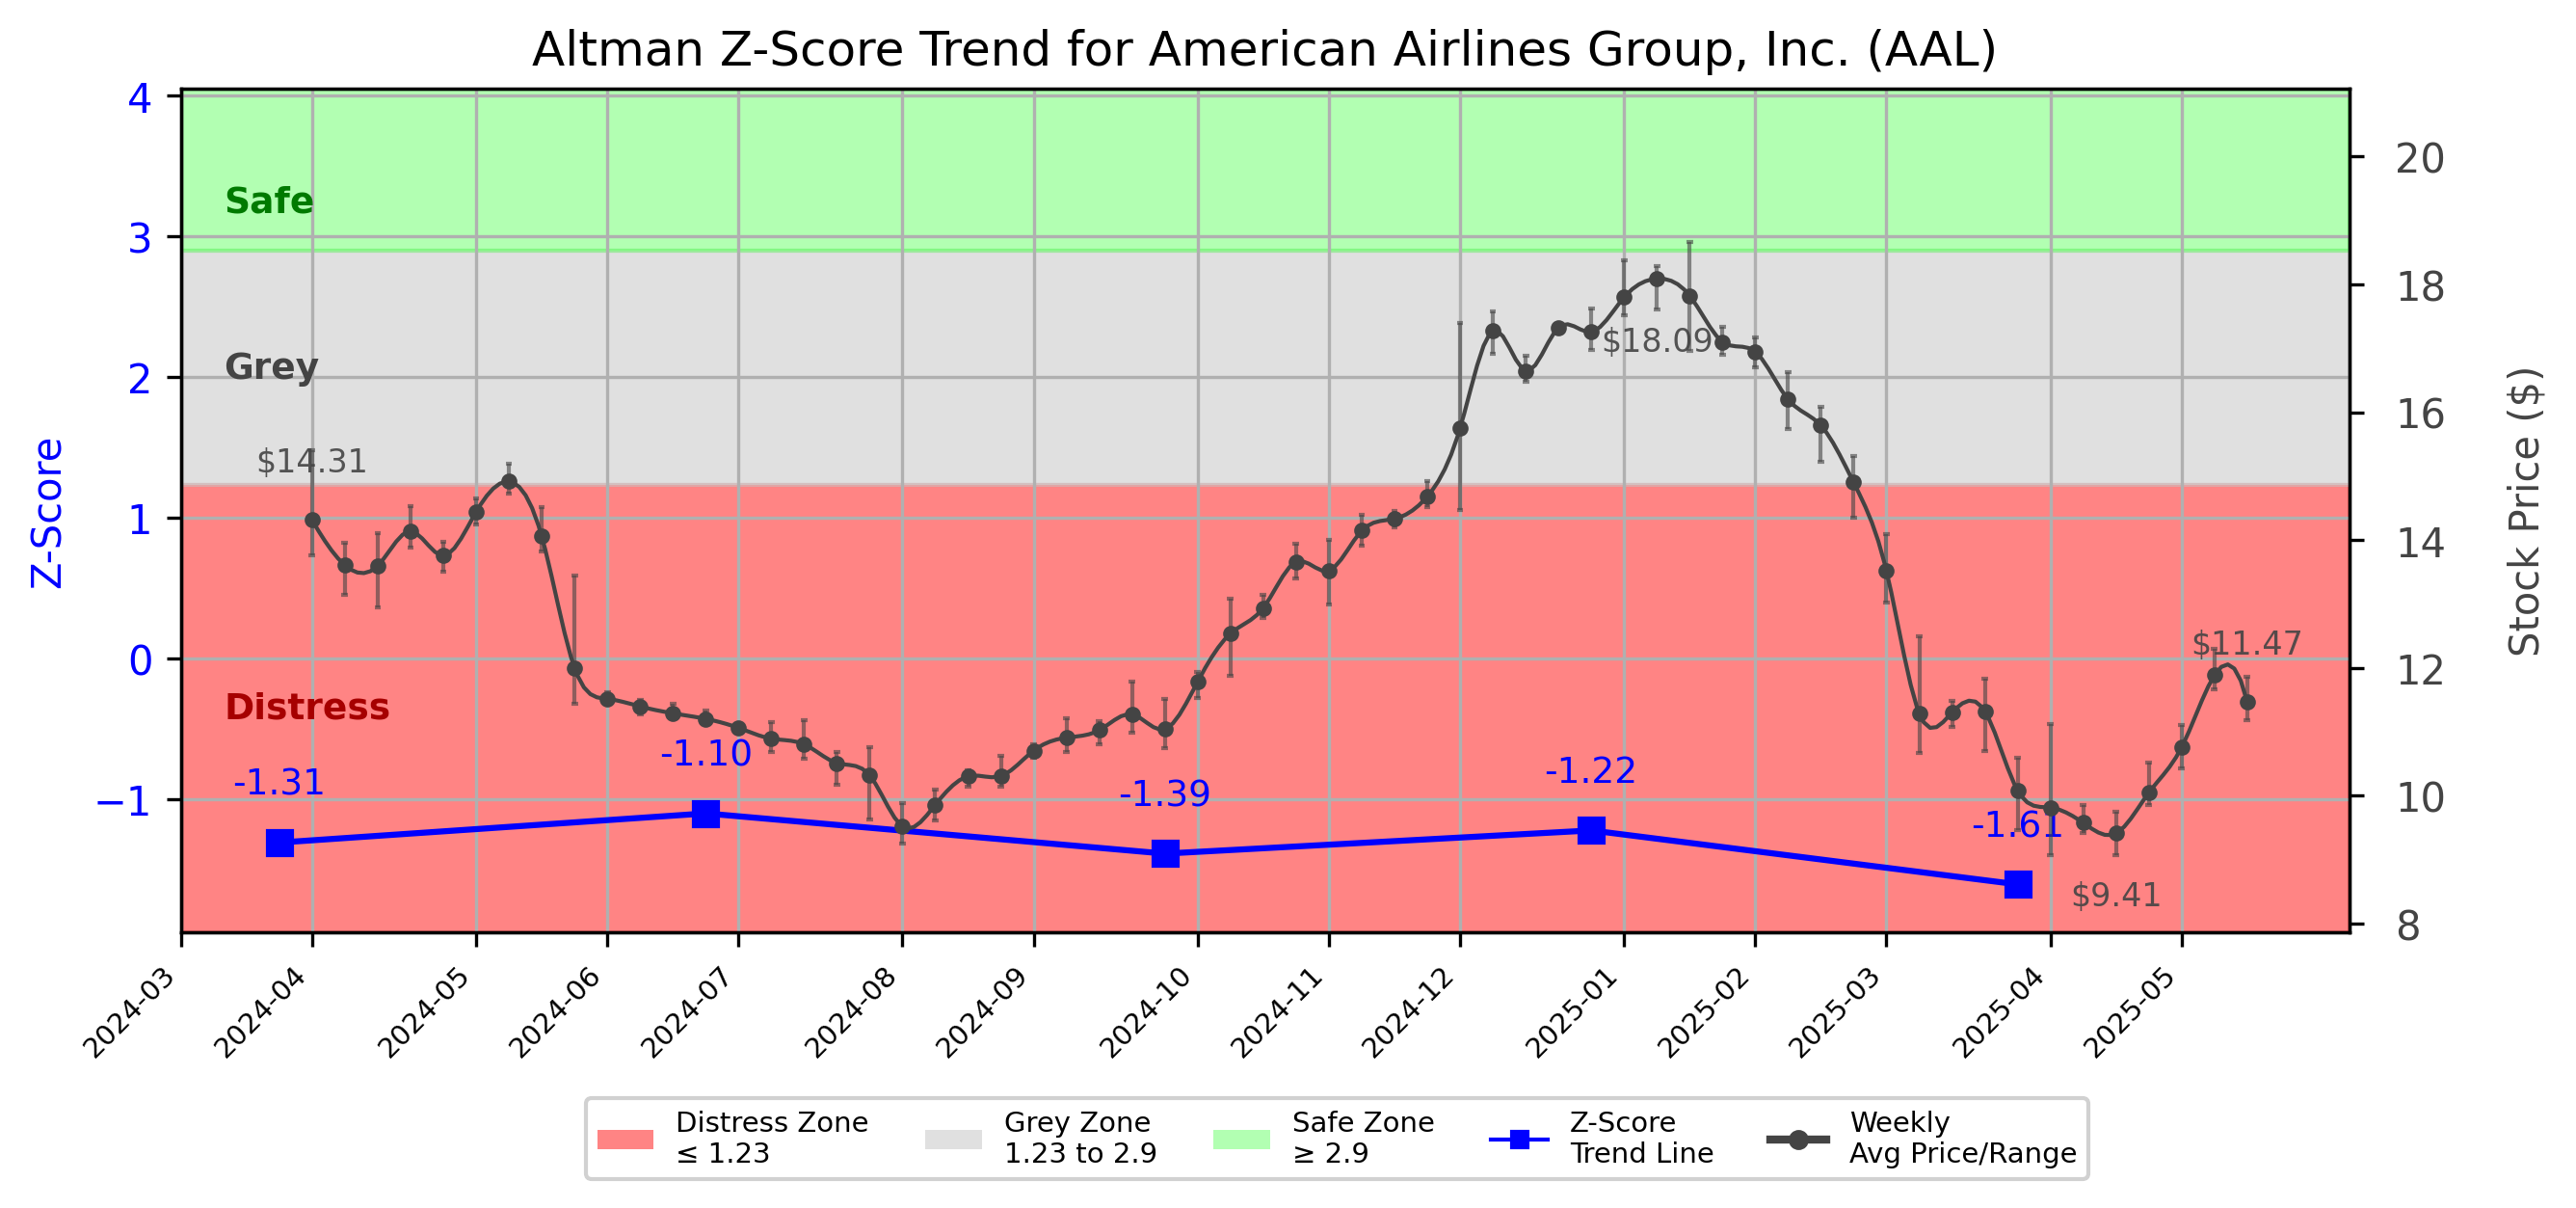 Altman Z-Score Trend for American Airlines Group, Inc. (AAL)
Z-Score
4
3
2
1
0
−1
Safe
Grey
Distress
$14.31
$18.09
$11.47
$9.41
-1.31
-1.10
-1.39
-1.22
-1.61
20
18
16
14
12
10
8
Stock Price ($)
2024-03
2024-04
2024-05
2024-06
2024-07
2024-08
2024-09
2024-10
2024-11
2024-12
2025-01
2025-02
2025-03
2025-04
2025-05
Distress Zone
≤ 1.23
Grey Zone
1.23 to 2.9
Safe Zone
≥ 2.9
Z-Score
Trend Line
Weekly
Avg Price/Range